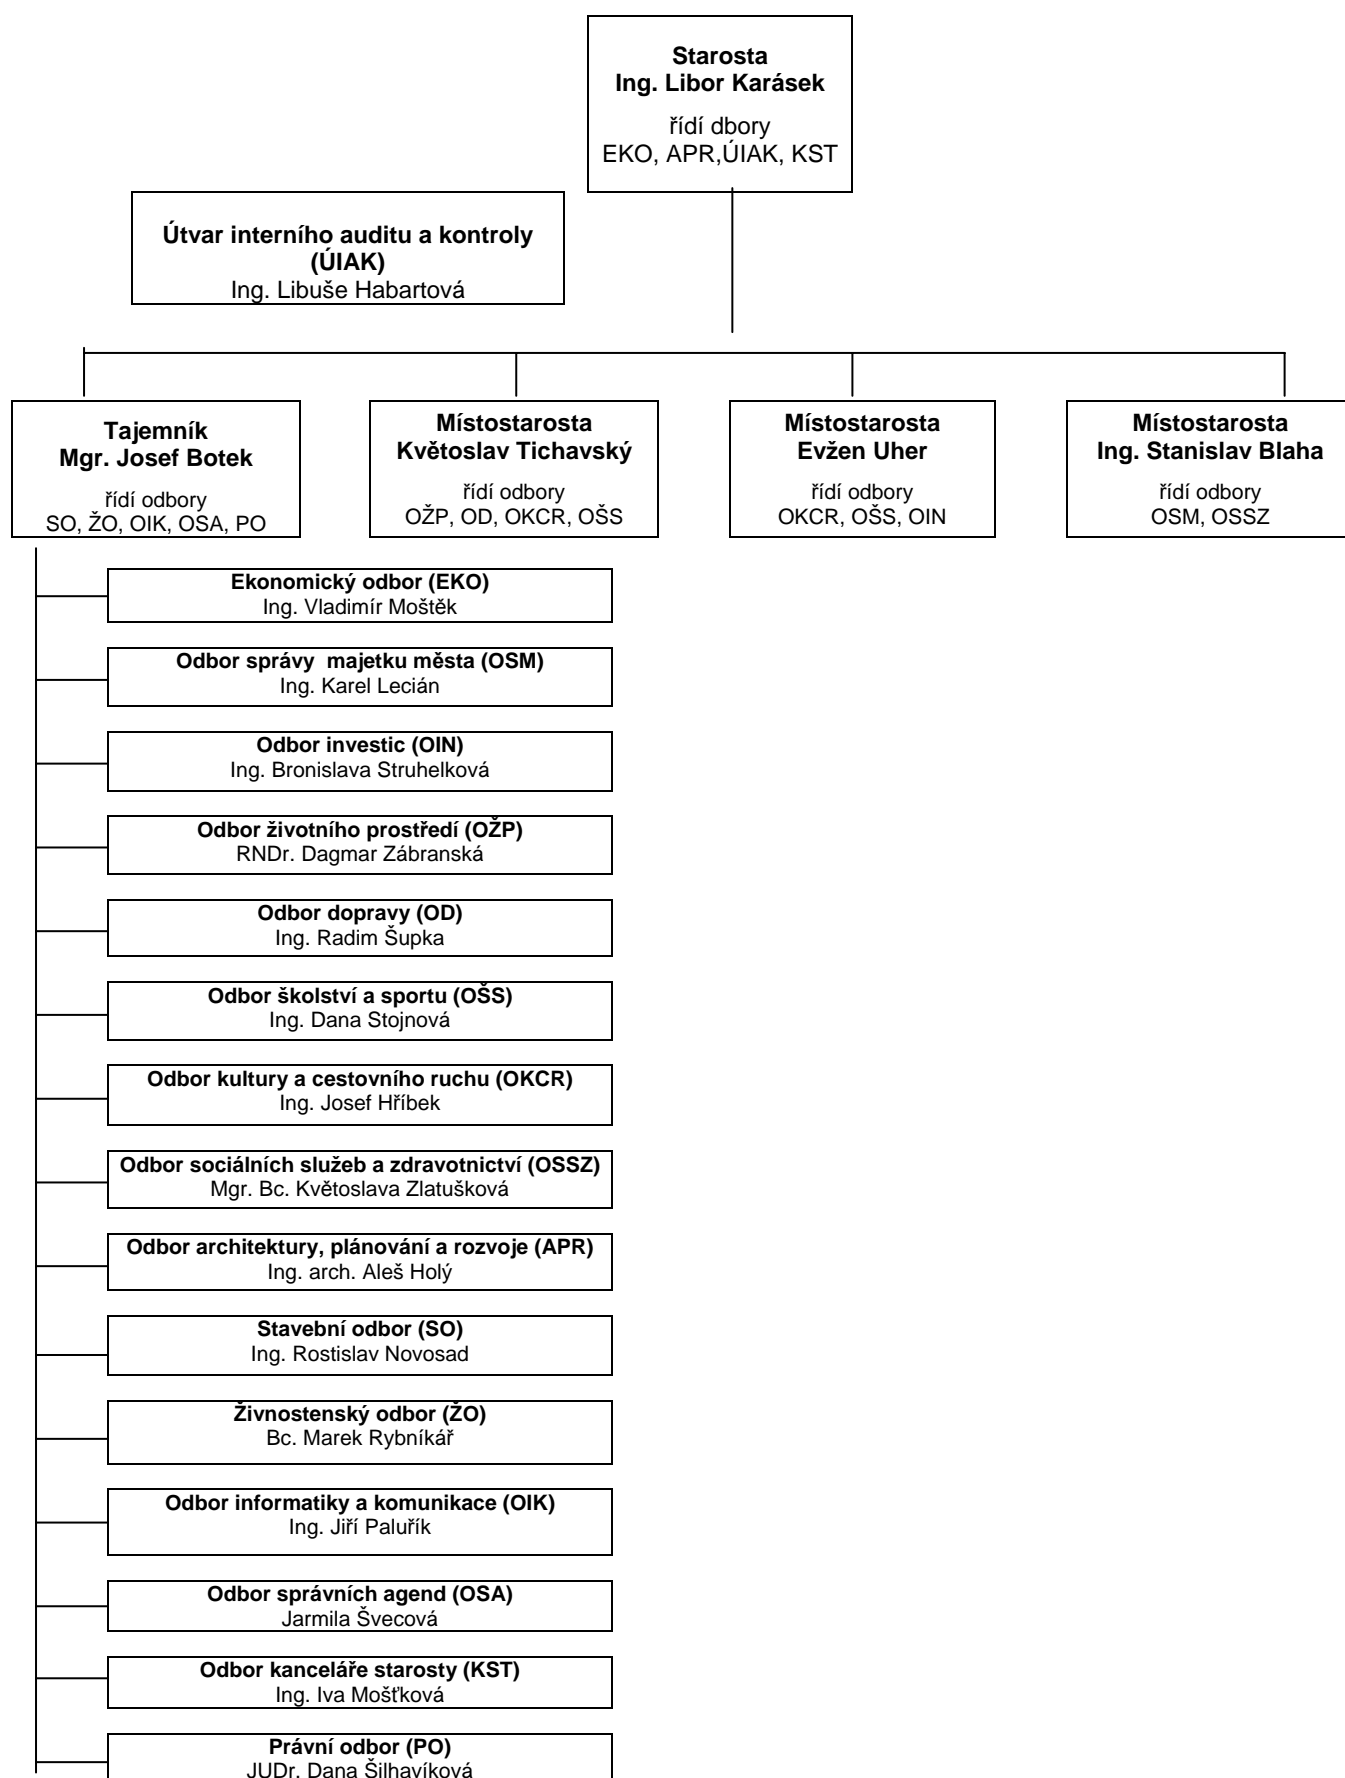 Starosta
Ing. Libor Karásek
řídí dbory
EKO, APR,ÚIAK, KST
Útvar interního auditu a kontroly
(ÚIAK)
Ing. Libuše Habartová
Tajemník
Mgr. Josef Botek
řídí odbory
SO, ŽO, OIK, OSA, PO
Místostarosta
Květoslav Tichavský
řídí odbory
OŽP, OD, OKCR, OŠS
Místostarosta
Evžen Uher
řídí odbory
OKCR, OŠS, OIN
Místostarosta
Ing. Stanislav Blaha
řídí odbory
OSM, OSSZ
Ekonomický odbor (EKO)
Ing. Vladimír Moštěk
Odbor správy  majetku města (OSM)
Ing. Karel Lecián
Odbor investic (OIN)
Ing. Bronislava Struhelková
Odbor životního prostředí (OŽP)
RNDr. Dagmar Zábranská
Odbor dopravy (OD)
Ing. Radim Šupka
Odbor školství a sportu (OŠS)
Ing. Dana Stojnová
Odbor kultury a cestovního ruchu (OKCR)
Ing. Josef Hříbek
Odbor sociálních služeb a zdravotnictví (OSSZ)
Mgr. Bc. Květoslava Zlatušková
Odbor architektury, plánování a rozvoje (APR)
Ing. arch. Aleš Holý
Stavební odbor (SO)
Ing. Rostislav Novosad
Živnostenský odbor (ŽO)
Bc. Marek Rybníkář
Odbor informatiky a komunikace (OIK)
Ing. Jiří Paluřík
Odbor správních agend (OSA)
Jarmila Švecová
Odbor kanceláře starosty (KST)
Ing. Iva Mošťková
Právní odbor (PO)
JUDr. Dana Šilhavíková